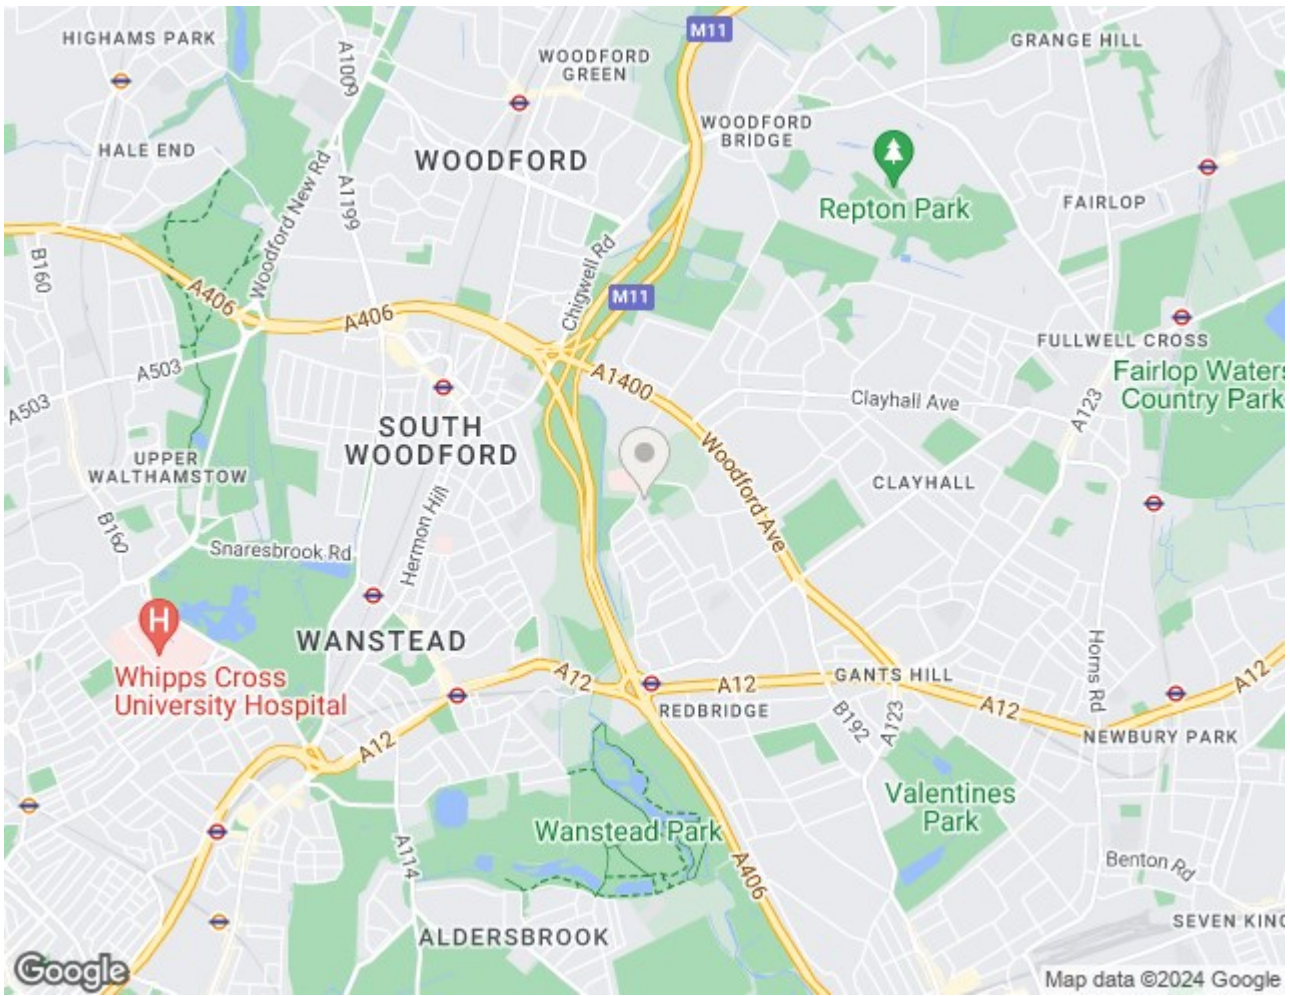 M11
HIGHAMS PARK
A1009
WOODFORD
GREEN
GRANGE HILL
HALE END
WOODFORD
WOODFORD
BRIDGE
Woodford New Rd
A1199
Repton Park
FAIRLOP
B160
Chigwell Rd
A406
M11
A406
A503
A1400
FULLWELL CROSS
Fairlop Waters
Country Park
A503
Clayhall Ave
A123
SOUTH
WOODFORD
UPPER
WALTHAMSTOW
Woodford Ave
CLAYHALL
B160
Snaresbrook Rd
Hermon Hill
H
WANSTEAD
Whipps Cross
University Hospital
Horns Rd
A12
A12
GANTS HILL
A12
REDBRIDGE
A12
B192
A123
NEWBURY PARK
A12
Valentines
Park
Wanstead Park
A114
A406
Benton Rd
SEVEN KING
ALDERSBROOK
Google
Map data ©2024 Google